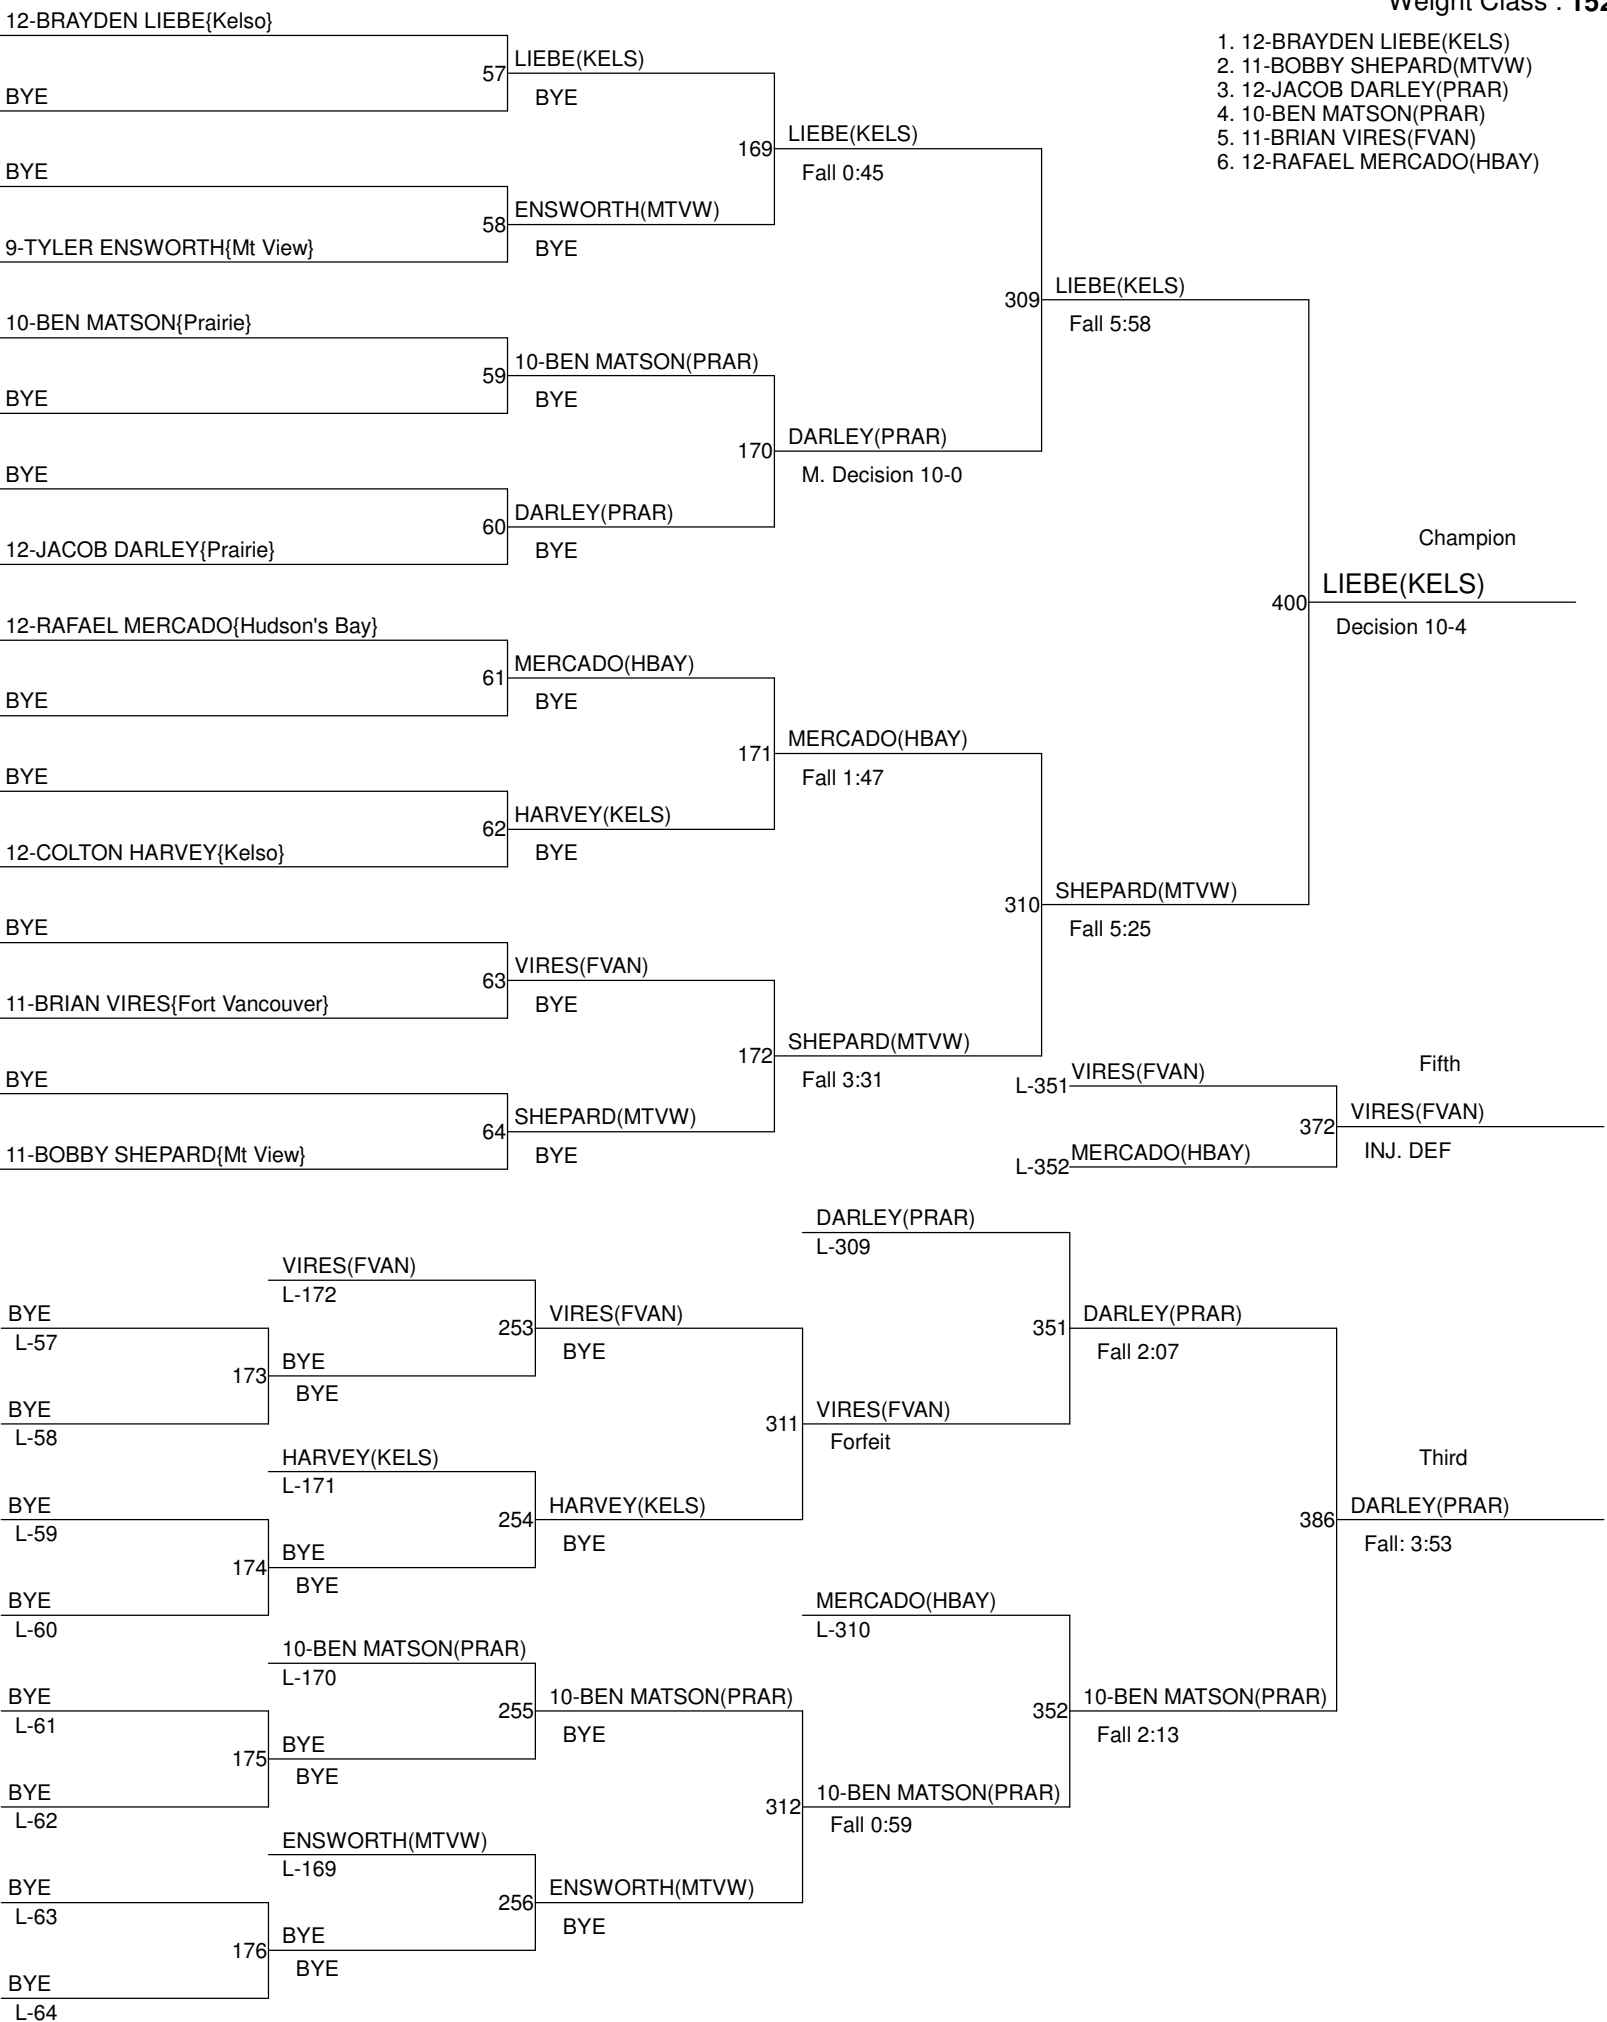 Weight Class : 152
1. 12-BRAYDEN LIEBE(KELS)
2. 11-BOBBY SHEPARD(MTVW)
3. 12-JACOB DARLEY(PRAR)
4. 10-BEN MATSON(PRAR)
5. 11-BRIAN VIRES(FVAN)
6. 12-RAFAEL MERCADO(HBAY)
12-BRAYDEN LIEBE{Kelso}
BYE
BYE
9-TYLER ENSWORTH{Mt View}
10-BEN MATSON{Prairie}
BYE
BYE
12-JACOB DARLEY{Prairie}
12-RAFAEL MERCADO{Hudson's Bay}
BYE
BYE
12-COLTON HARVEY{Kelso}
BYE
11-BRIAN VIRES{Fort Vancouver}
BYE
11-BOBBY SHEPARD{Mt View}
57 LIEBE(KELS)
BYE
58 ENSWORTH(MTVW)
BYE
59 10-BEN MATSON(PRAR)
BYE
60 DARLEY(PRAR)
BYE
61 MERCADO(HBAY)
BYE
62 HARVEY(KELS)
BYE
63 VIRES(FVAN)
BYE
64 SHEPARD(MTVW)
BYE
169 LIEBE(KELS)
Fall 0:45
170 DARLEY(PRAR)
M. Decision 10-0
171 MERCADO(HBAY)
Fall 1:47
172 SHEPARD(MTVW)
Fall 3:31
309 LIEBE(KELS)
Fall 5:58
310 SHEPARD(MTVW)
Fall 5:25
Champion
400 LIEBE(KELS)
Decision 10-4
L-351 VIRES(FVAN)
L-352 MERCADO(HBAY)
Fifth
372 VIRES(FVAN)
INJ. DEF
BYE
L-57
BYE
L-58
BYE
L-59
BYE
L-60
BYE
L-61
BYE
L-62
BYE
L-63
BYE
L-64
VIRES(FVAN)
L-172
173 BYE
BYE
HARVEY(KELS)
L-171
174 BYE
BYE
10-BEN MATSON(PRAR)
L-170
175 BYE
BYE
ENSWORTH(MTVW)
L-169
176 BYE
BYE
253 VIRES(FVAN)
BYE
254 HARVEY(KELS)
BYE
255 10-BEN MATSON(PRAR)
BYE
256 ENSWORTH(MTVW)
BYE
DARLEY(PRAR)
L-309
311 VIRES(FVAN)
Forfeit
MERCADO(HBAY)
L-310
312 10-BEN MATSON(PRAR)
Fall 0:59
351 DARLEY(PRAR)
Fall 2:07
352 10-BEN MATSON(PRAR)
Fall 2:13
Third
386 DARLEY(PRAR)
Fall: 3:53